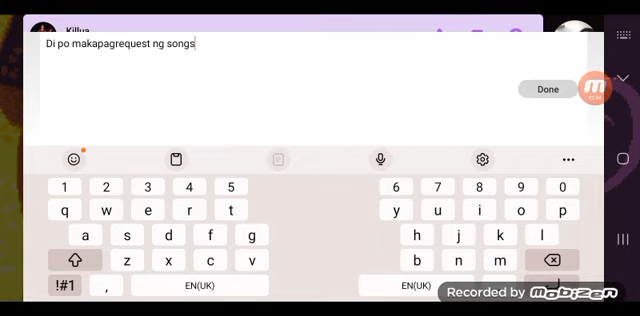 Killua
Di po makapagrequest ng songs
Done
1 2 3 4 5 6 7 8 9 0
q w e r t y u i o p
a s d f g h j k l
z x c v b n m
!#1 , EN(UK) EN(UK)
Recorded by mobizen